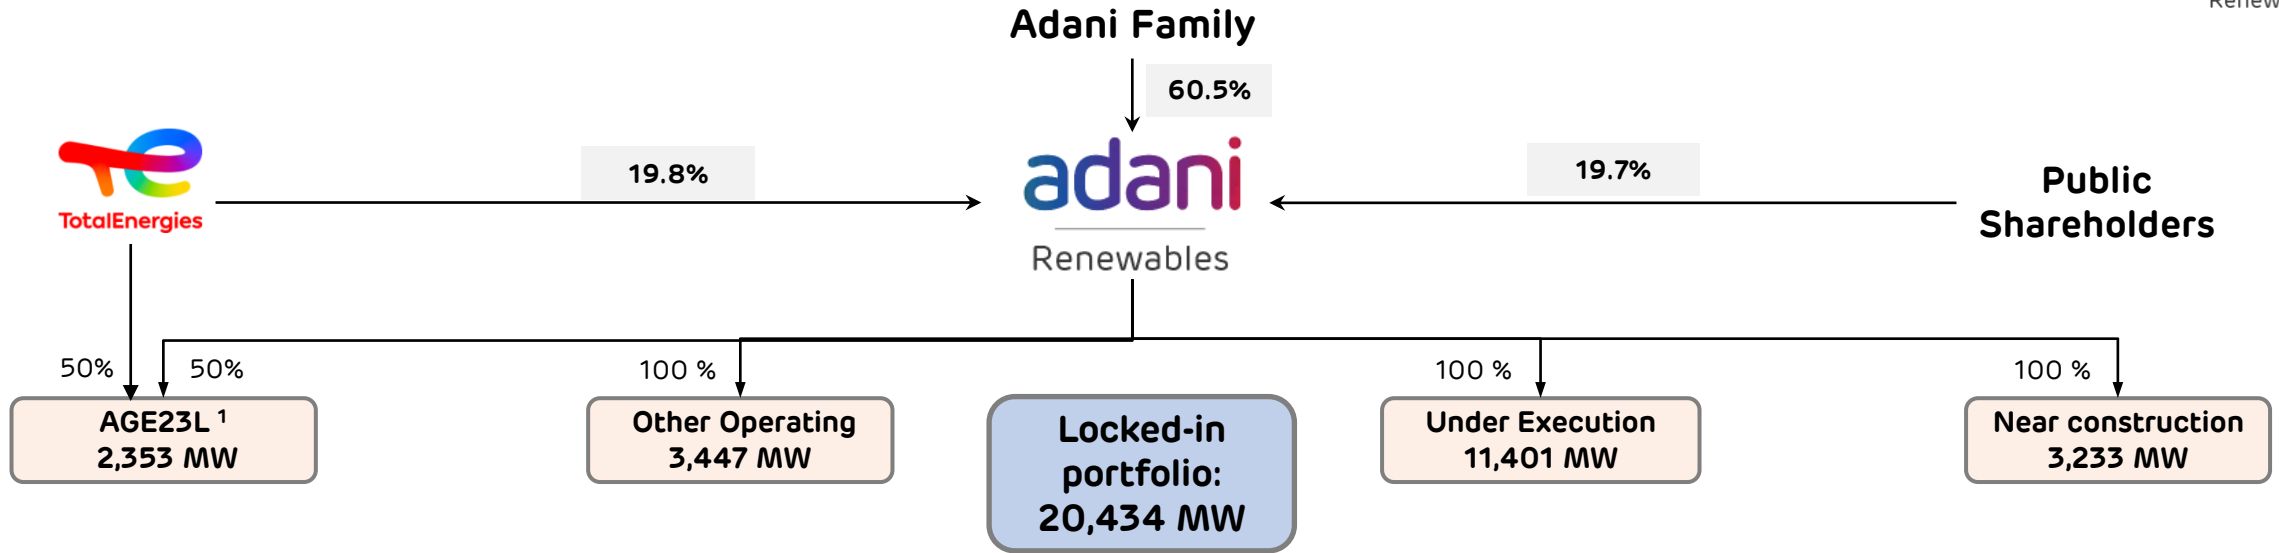 Adani Family
60.5%
TotalEnergies
19.8%
adani
Renewables
19.7%
Public
Shareholders
50%
50%
100 %
100 %
100 %
AGE23L ¹
2,353 MW
Other Operating
3,447 MW
Locked-in
portfolio:
20,434 MW
Under Execution
11,401 MW
Near construction
3,233 MW